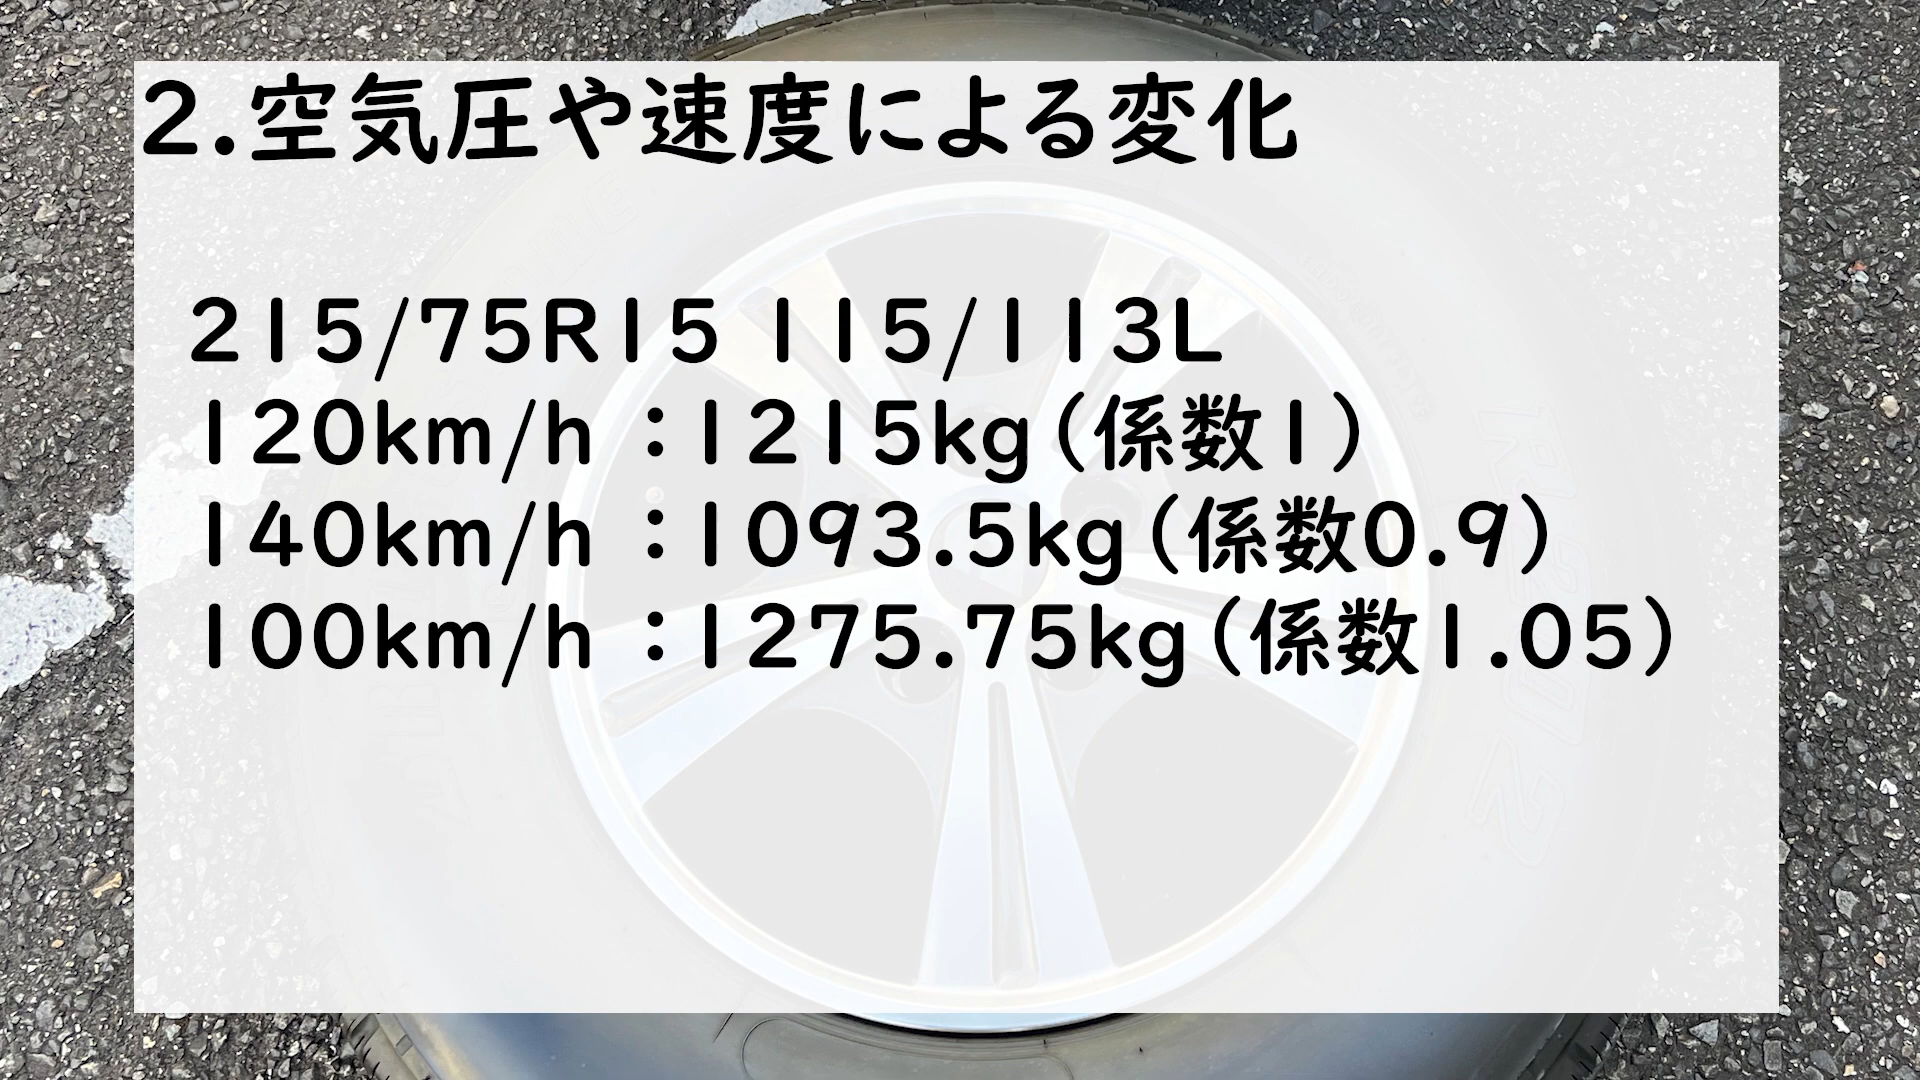 2.空気圧や速度による変化
215/75R15 115/113L
120km/h :1215kg(係数1)
140km/h :1093.5kg(係数0.9)
100km/h :1275.75kg(係数1.05)